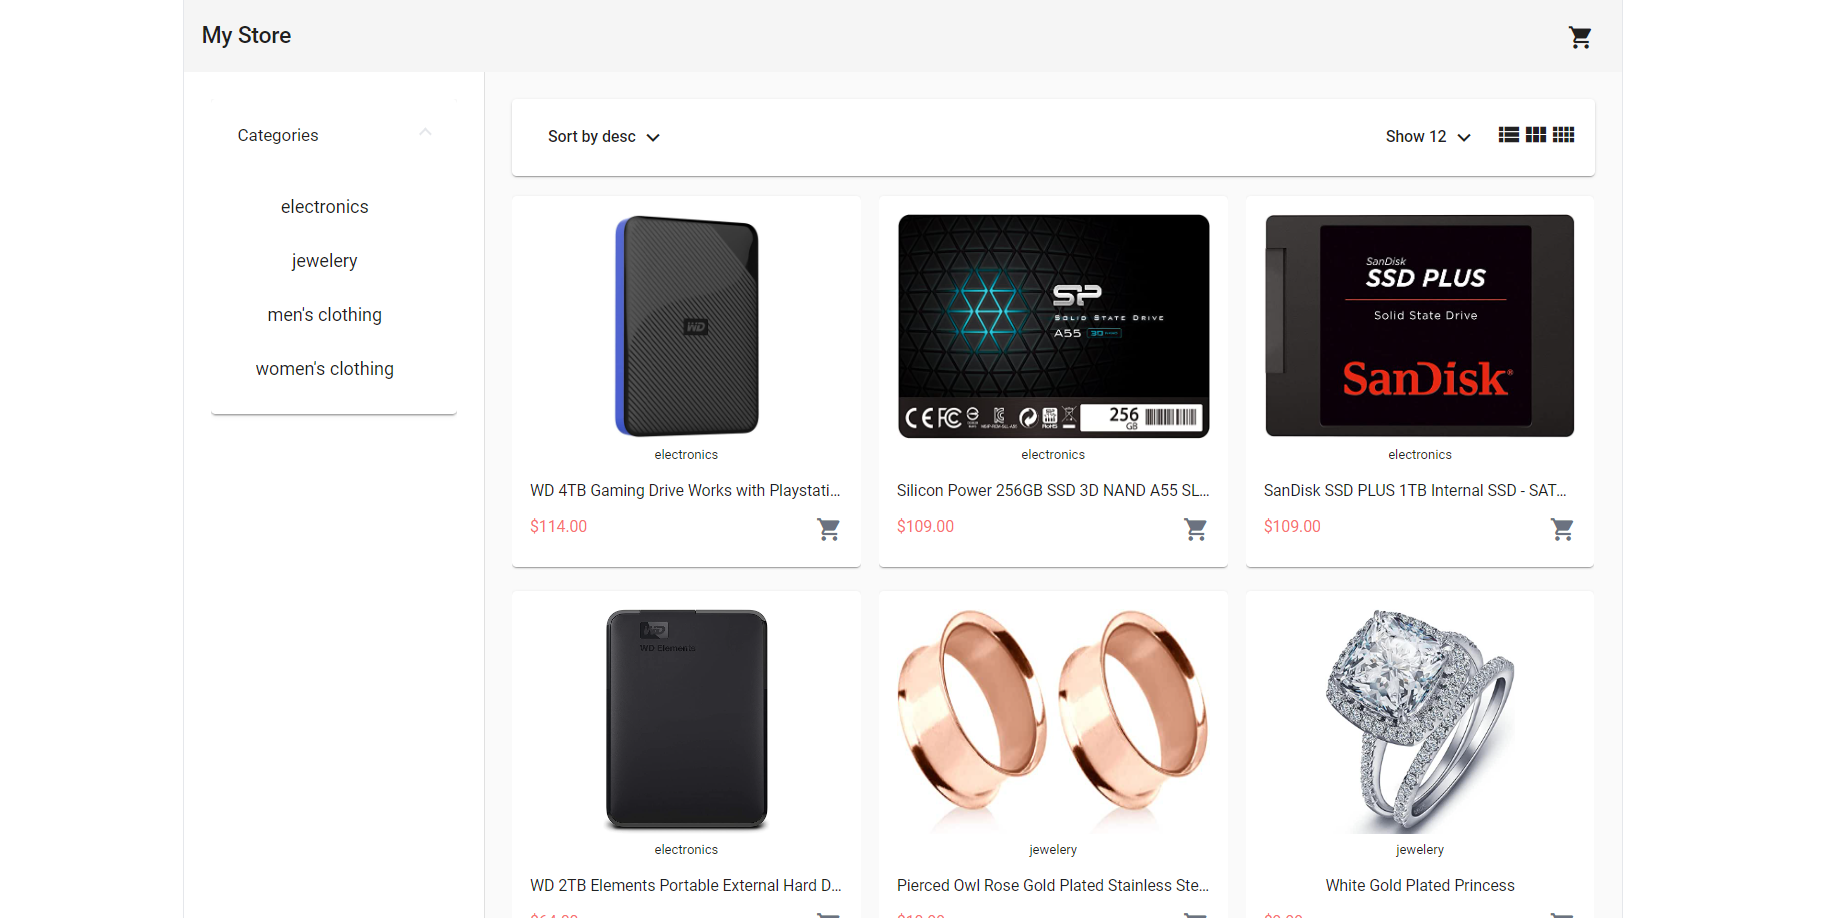 My Store
Categories
electronics
jewelery
men's clothing
women's clothing
Sort by desc
Show 12
WD
electronics
WD 4TB Gaming Drive Works with Playstati...
$114.00
SP
SOLID STATE DRIVE
A55 3D
256
GB
electronics
Silicon Power 256GB SSD 3D NAND A55 SL...
$109.00
SanDisk
SSD PLUS
Solid State Drive
SanDisk
electronics
SanDisk SSD PLUS 1TB Internal SSD - SAT...
$109.00
WD
WD Elements
electronics
WD 2TB Elements Portable External Hard D...
jewelery
Pierced Owl Rose Gold Plated Stainless Ste...
jewelery
White Gold Plated Princess